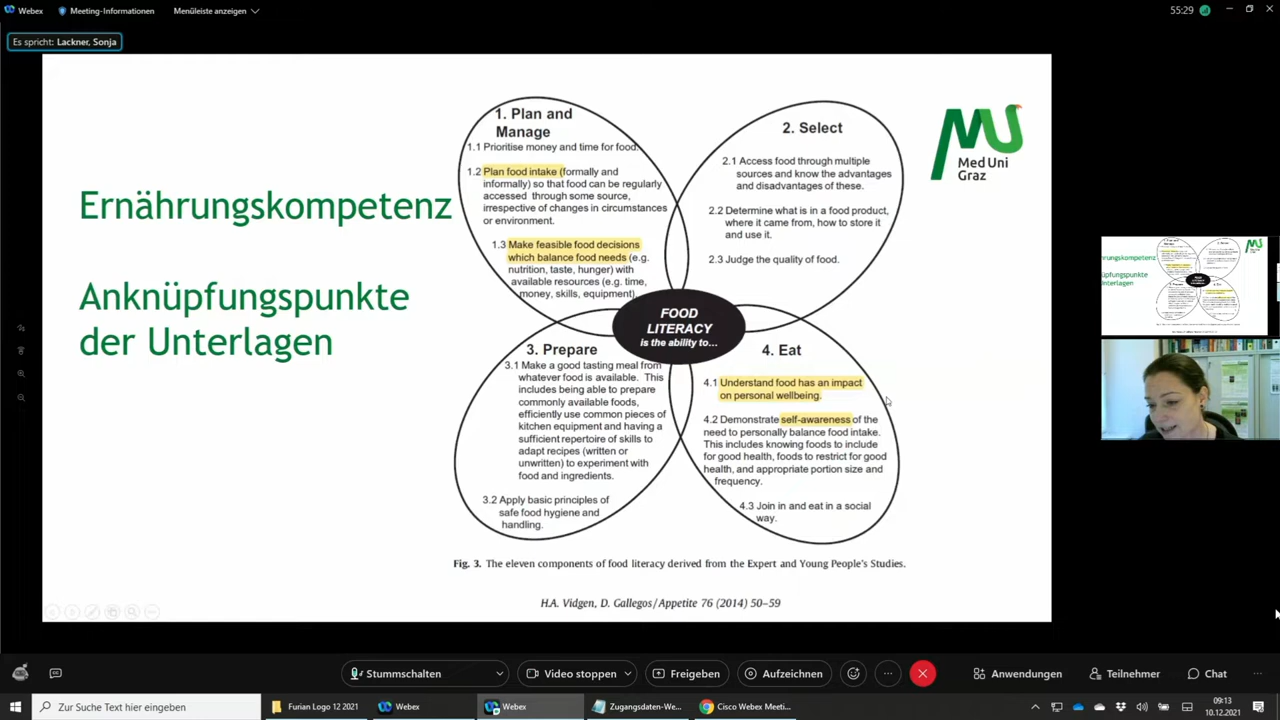 Webex
Meeting-Informationen
Menüleiste anzeigen
55:29
Es spricht: Lackner, Sonja
Ernährungskompetenz
Anknüpfungspunkte
der Unterlagen
1. Plan and
Manage
1.1 Prioritise money and time for food.
1.2 Plan food intake (formally and
informally) so that food can be regularly
accessed through some source,
irrespective of changes in circumstances
or environment.
1.3 Make feasible food decisions
which balance food needs (e.g.
nutrition, taste, hunger) with
available resources (e.g. time,
money, skills, equipment)
2. Select
2.1 Access food through multiple
sources and know the advantages
and disadvantages of these.
2.2 Determine what is in a food product,
where it came from, how to store it
and use it.
2.3 Judge the quality of food.
FOOD
LITERACY
is the ability to...
3. Prepare
3.1 Make a good tasting meal from
whatever food is available. This
includes being able to prepare
commonly available foods,
efficiently use common pieces of
kitchen equipment and having a
sufficient repertoire of skills to
adapt recipes (written or
unwritten) to experiment with
food and ingredients.
3.2 Apply basic principles of
safe food hygiene and
handling.
4. Eat
4.1 Understand food has an impact
on personal wellbeing.
4.2 Demonstrate self-awareness of the
need to personally balance food intake.
This includes knowing foods to include
for good health, foods to restrict for good
health, and appropriate portion size and
frequency.
4.3 Join in and eat in a social
way.
Fig. 3. The eleven components of food literacy derived from the Expert and Young People's Studies.
H.A. Vidgen, D. Gallegos/Appetite 76 (2014) 50–59
Med Uni
Graz
Stummschalten
Video stoppen
Freigeben
Aufzeichnen
Anwendungen
Teilnehmer
Chat
Zur Suche Text hier eingeben
Furian Logo 12 2021
Webex
Webex
Zugangsdaten-We...
Cisco Webex Meeti...
09:13
10.12.2021